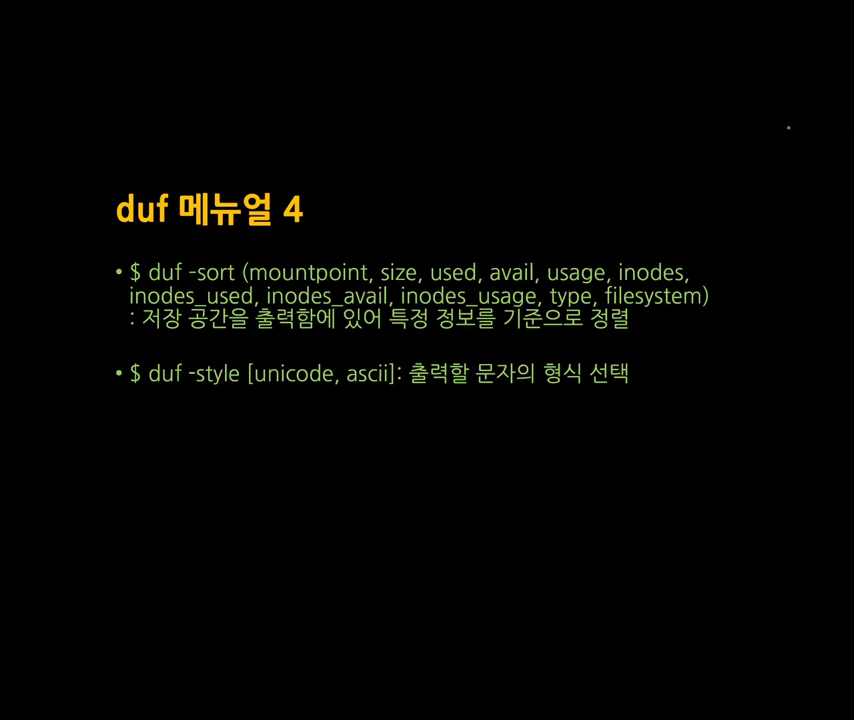 duf 메뉴얼 4
• $ duf -sort (mountpoint, size, used, avail, usage, inodes,
inodes_used, inodes_avail, inodes_usage, type, filesystem)
: 저장 공간을 출력함에 있어 특정 정보를 기준으로 정렬
• $ duf -style [unicode, ascii]: 출력할 문자의 형식 선택